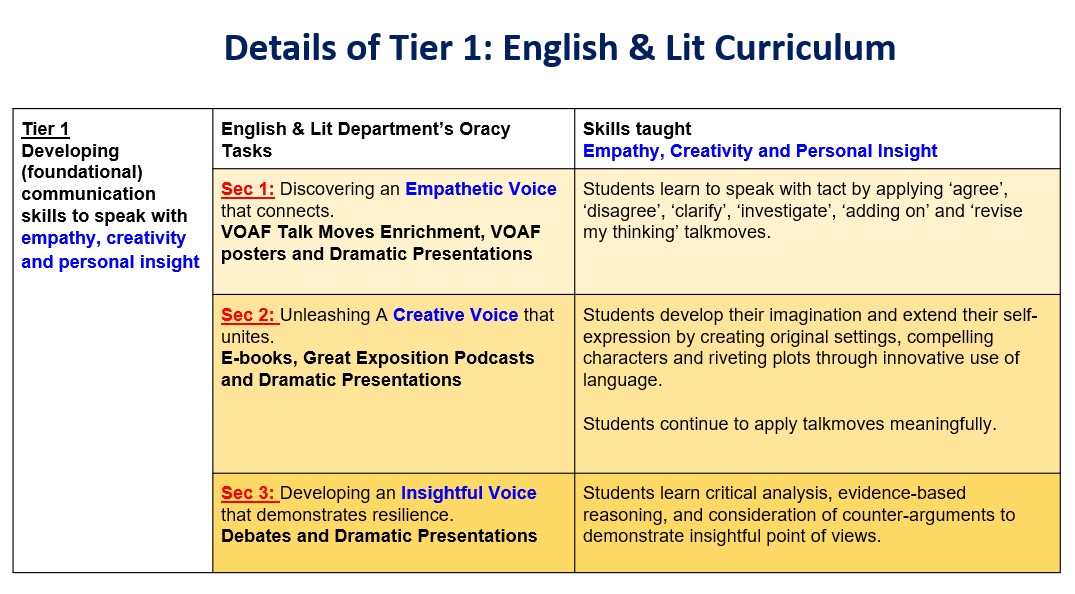 Details of Tier 1: English & Lit Curriculum
Tier 1
Developing
(foundational)
communication
skills to speak with
empathy, creativity
and personal insight
English & Lit Department’s Oracy
Tasks
Skills taught
Empathy, Creativity and Personal Insight
Sec 1: Discovering an Empathetic Voice
that connects.
VOAF Talk Moves Enrichment, VOAF
posters and Dramatic Presentations
Students learn to speak with tact by applying ‘agree’,
‘disagree’, ‘clarify’, ‘investigate’, ‘adding on’ and ‘revise
my thinking’ talkmoves.
Sec 2: Unleashing A Creative Voice that
unites.
E-books, Great Exposition Podcasts
and Dramatic Presentations
Students develop their imagination and extend their self-
expression by creating original settings, compelling
characters and riveting plots through innovative use of
language.
Students continue to apply talkmoves meaningfully.
Sec 3: Developing an Insightful Voice
that demonstrates resilience.
Debates and Dramatic Presentations
Students learn critical analysis, evidence-based
reasoning, and consideration of counter-arguments to
demonstrate insightful point of views.